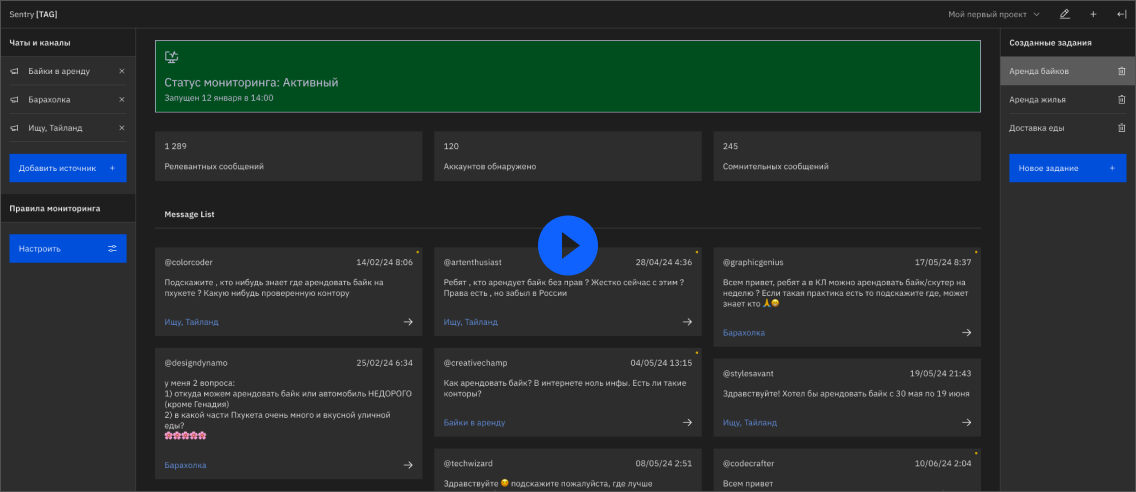 Sentry [TAG]
Мой первый проект
Чаты и каналы
Байки в аренду
Барахолка
Ищу, Тайланд
Добавить источник
Правила мониторинга
Настроить
Статус мониторинга: Активный
Запущен 12 января в 14:00
1 289
Релевантных сообщений
120
Аккаунтов обнаружено
245
Сомнительных сообщений
Message List
@colorcoder 14/02/24 8:06
Подскажите , кто нибудь знает где арендовать байк на
пхукете ? Какую нибудь проверенную контору
Ищу, Тайланд
@designdynamo 25/02/24 6:34
у меня 2 вопроса:
1) откуда можем арендовать байк или автомобиль НЕДОРОГО
(кроме Генадия)
2) в какой части Пхукета очень много и вкусной уличной
еды?
🌸🌸🌸🌸🌸
Барахолка
@artenthusiast 28/04/24 4:36
Ребят , кто арендует байк без прав ? Жестко сейчас с этим ?
Права есть , но забыл в России
Ищу, Тайланд
@creativechamp 04/05/24 13:15
Как арендовать байк? В интернете ноль инфы. Есть ли такие
конторы?
Байки в аренду
@techwizard 08/05/24 2:51
Здравствуйте 😊 подскажите пожалуйста, где лучше
@graphicgenius 17/05/24 8:37
Всем привет, ребят а в КЛ можно арендовать байк/скутер на
неделю ? Если такая практика есть то подскажите где, может
знает кто 🙏😊
Барахолка
@stylesavant 19/05/24 21:43
Здравствуйте! Хотел бы арендовать байк с 30 мая по 19 июня
Ищу, Тайланд
@codecrafter 10/06/24 2:04
Всем привет
Созданные задания
Аренда байков
Аренда жилья
Доставка еды
Новое задание